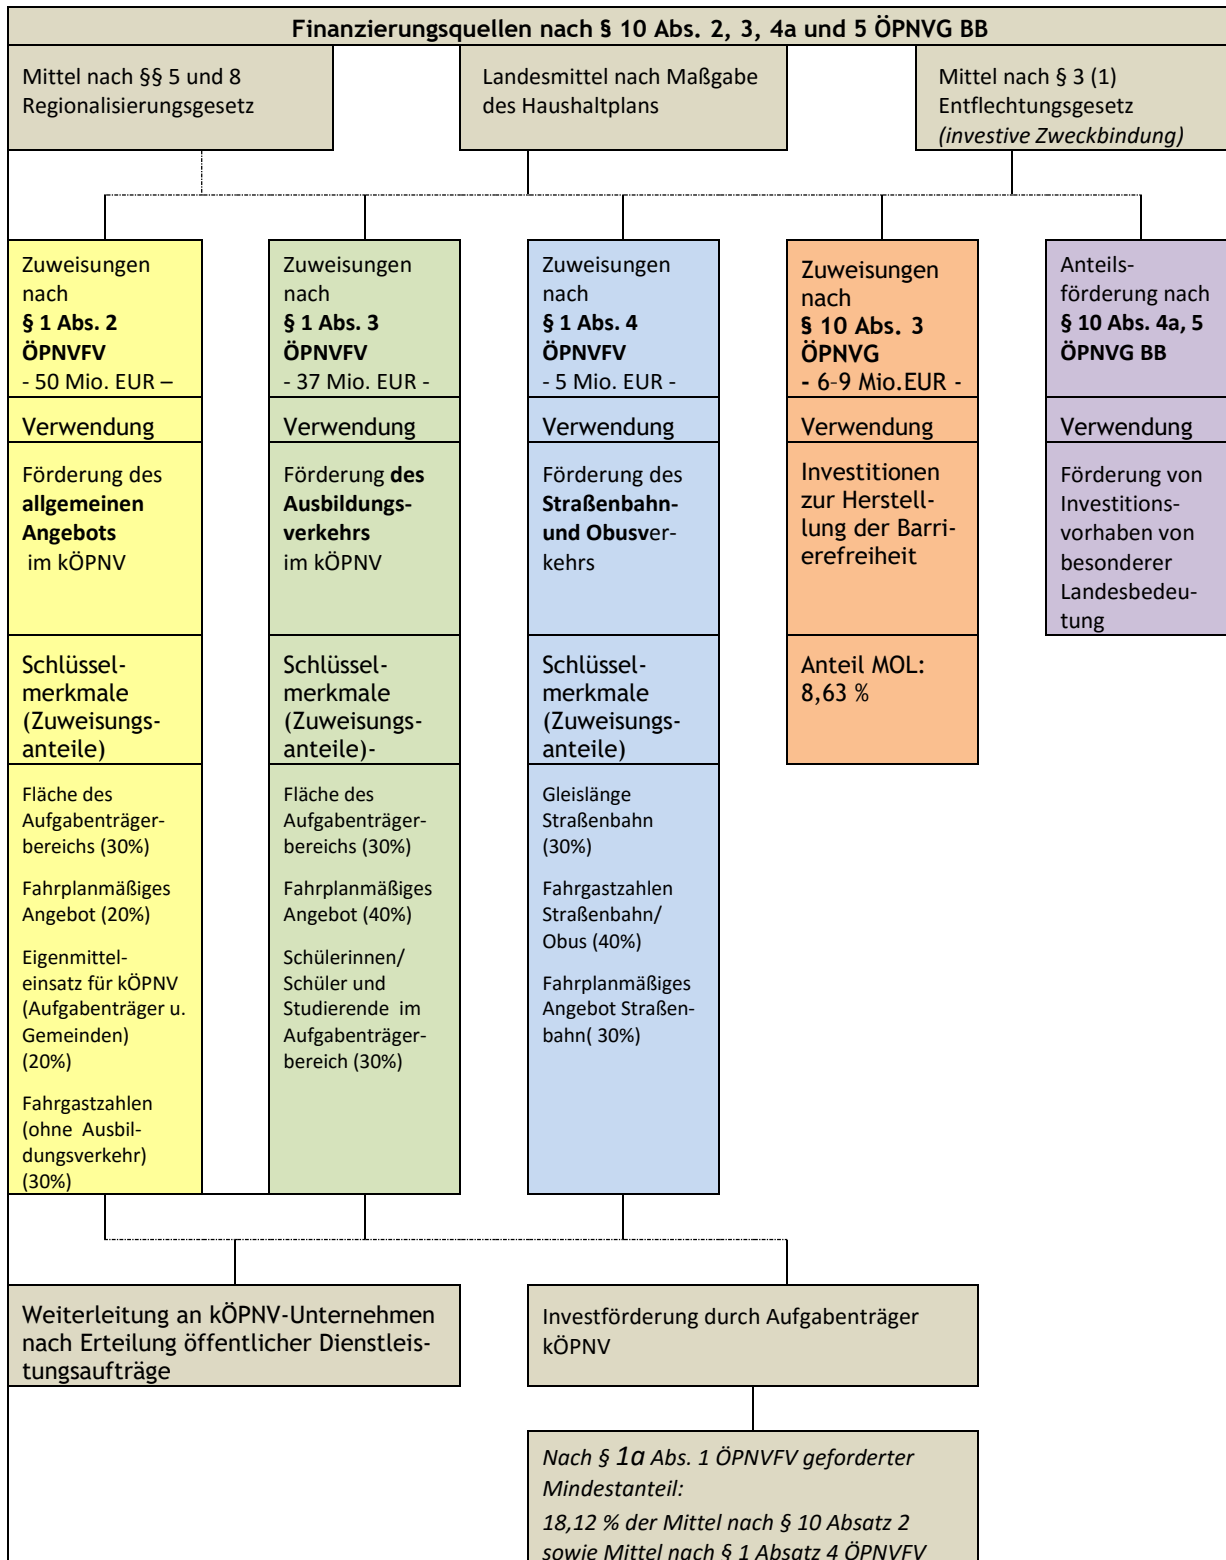 Finanzierungsquellen nach § 10 Abs. 2, 3, 4a und 5 ÖPNVG BB
Mittel nach §§ 5 und 8
Regionalisierungsgesetz
Landesmittel nach Maßgabe
des Haushaltplans
Mittel nach § 3 (1)
Entflechtungsgesetz
(investive Zweckbindung)
Zuweisungen
nach
§ 1 Abs. 2
ÖPNVFV
- 50 Mio. EUR –
Verwendung
Förderung des
allgemeinen
Angebots
im kÖPNV
Schlüssel-
merkmale
(Zuweisungs-
anteile)
Fläche des
Aufgabenträger-
bereichs (30%)
Fahrplanmäßiges
Angebot (20%)
Eigenmittel-
einsatz für kÖPNV
(Aufgabenträger u.
Gemeinden)
(20%)
Fahrgastzahlen
(ohne Ausbil-
dungsverkehr)
(30%)
Zuweisungen
nach
§ 1 Abs. 3
ÖPNVFV
- 37 Mio. EUR -
Verwendung
Förderung des
Ausbildungs-
verkehrs
im kÖPNV
Schlüssel-
merkmale
(Zuweisungs-
anteile)-
Fläche des
Aufgabenträger-
bereichs (30%)
Fahrplanmäßiges
Angebot (40%)
Schülerinnen/
Schüler und
Studierende im
Aufgabenträger-
bereich (30%)
Zuweisungen
nach
§ 1 Abs. 4
ÖPNVFV
- 5 Mio. EUR -
Verwendung
Förderung des
Straßenbahn-
und Obusver-
kehrs
Schlüssel-
merkmale
(Zuweisungs-
anteile)
Gleislänge
Straßenbahn
(30%)
Fahrgastzahlen
Straßenbahn/
Obus (40%)
Fahrplanmäßiges
Angebot Straßen-
bahn( 30%)
Zuweisungen
nach
§ 10 Abs. 3
ÖPNVG
- 6-9 Mio.EUR -
Verwendung
Investitionen
zur Herstel-
lung der Barri-
erefreiheit
Anteil MOL:
8,63 %
Anteils-
förderung nach
§ 10 Abs. 4a, 5
ÖPNVG BB
Verwendung
Förderung von
Investitions-
vorhaben von
besonderer
Landesbedeu-
tung
Weiterleitung an kÖPNV-Unternehmen
nach Erteilung öffentlicher Dienstleis-
tungsaufträge
Investförderung durch Aufgabenträger
kÖPNV
Nach § 1a Abs. 1 ÖPNVFV geforderter
Mindestanteil:
18,12 % der Mittel nach § 10 Absatz 2
sowie Mittel nach § 1 Absatz 4 ÖPNVFV